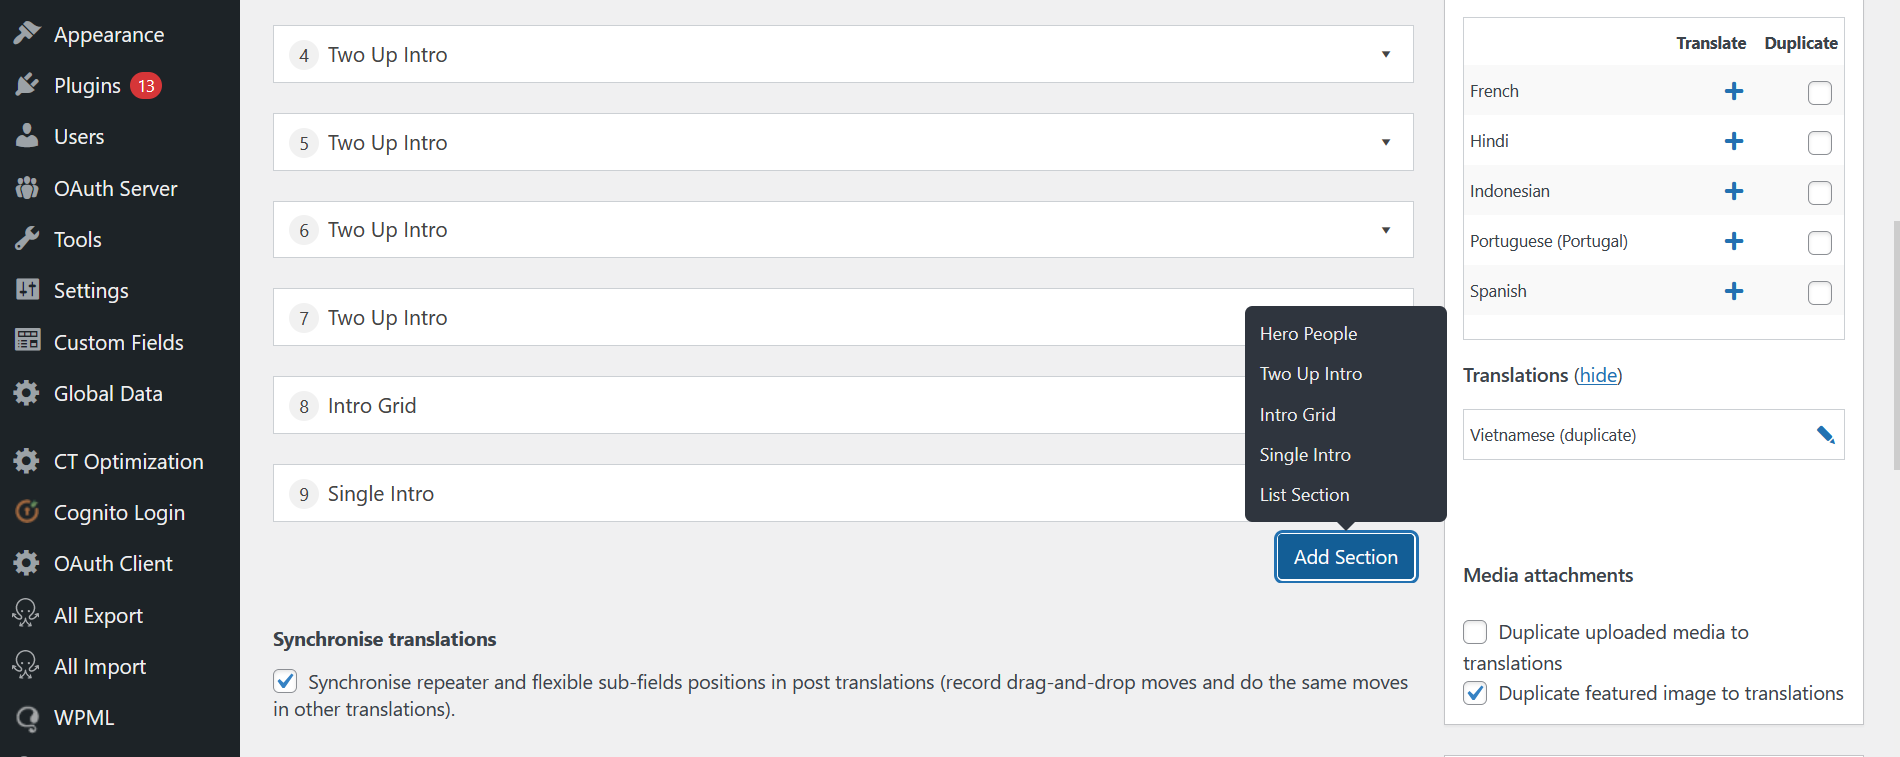 Appearance
Plugins 13
Users
OAuth Server
Tools
Settings
Custom Fields
Global Data
CT Optimization
Cognito Login
OAuth Client
All Export
All Import
WPML
4 Two Up Intro
5 Two Up Intro
6 Two Up Intro
7 Two Up Intro
8 Intro Grid
9 Single Intro
Hero People
Two Up Intro
Intro Grid
Single Intro
List Section
Add Section
Synchronise translations
Synchronise repeater and flexible sub-fields positions in post translations (record drag-and-drop moves and do the same moves
in other translations).
Translate Duplicate
French
Hindi
Indonesian
Portuguese (Portugal)
Spanish
Translations (hide)
Vietnamese (duplicate)
Media attachments
Duplicate uploaded media to
translations
Duplicate featured image to translations